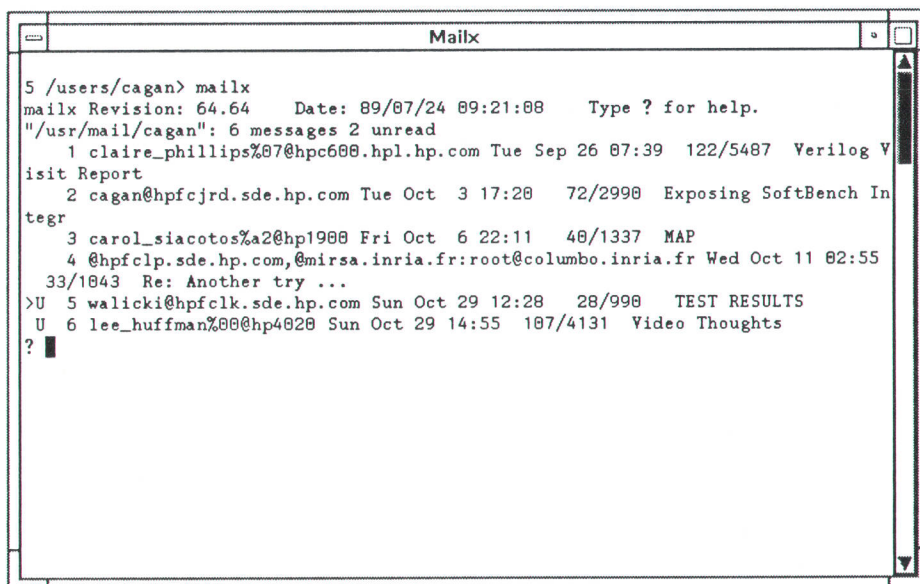 Mailx
5 /users/cagan> mailx
mailx Revision: 64.64    Date: 89/07/24 09:21:08    Type ? for help.
"/usr/mail/cagan": 6 messages 2 unread
    1 claire_phillips%07@hpc600.hpl.hp.com Tue Sep 26 07:39  122/5487  Verilog V
isit Report
    2 cagan@hpfcjrd.sde.hp.com Tue Oct  3 17:20   72/2990  Exposing SoftBench In
tegr
    3 carol_siacotos%a2@hp1900 Fri Oct  6 22:11   40/1337  MAP
    4 @hpfclp.sde.hp.com,@mirsa.inria.fr:root@columbo.inria.fr Wed Oct 11 02:55
  33/1043  Re: Another try ...
>U  5 walicki@hpfclk.sde.hp.com Sun Oct 29 12:28   28/990   TEST RESULTS
 U  6 lee_huffman%00@hp4020 Sun Oct 29 14:55  107/4131  Video Thoughts
?